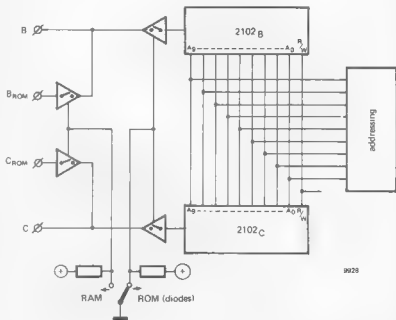 B
2102B
A9 A0 R/W
BROM
addressing
CROM
A9 A0 R/W
C
2102C
9928
+ +
RAM ROM (diodes)